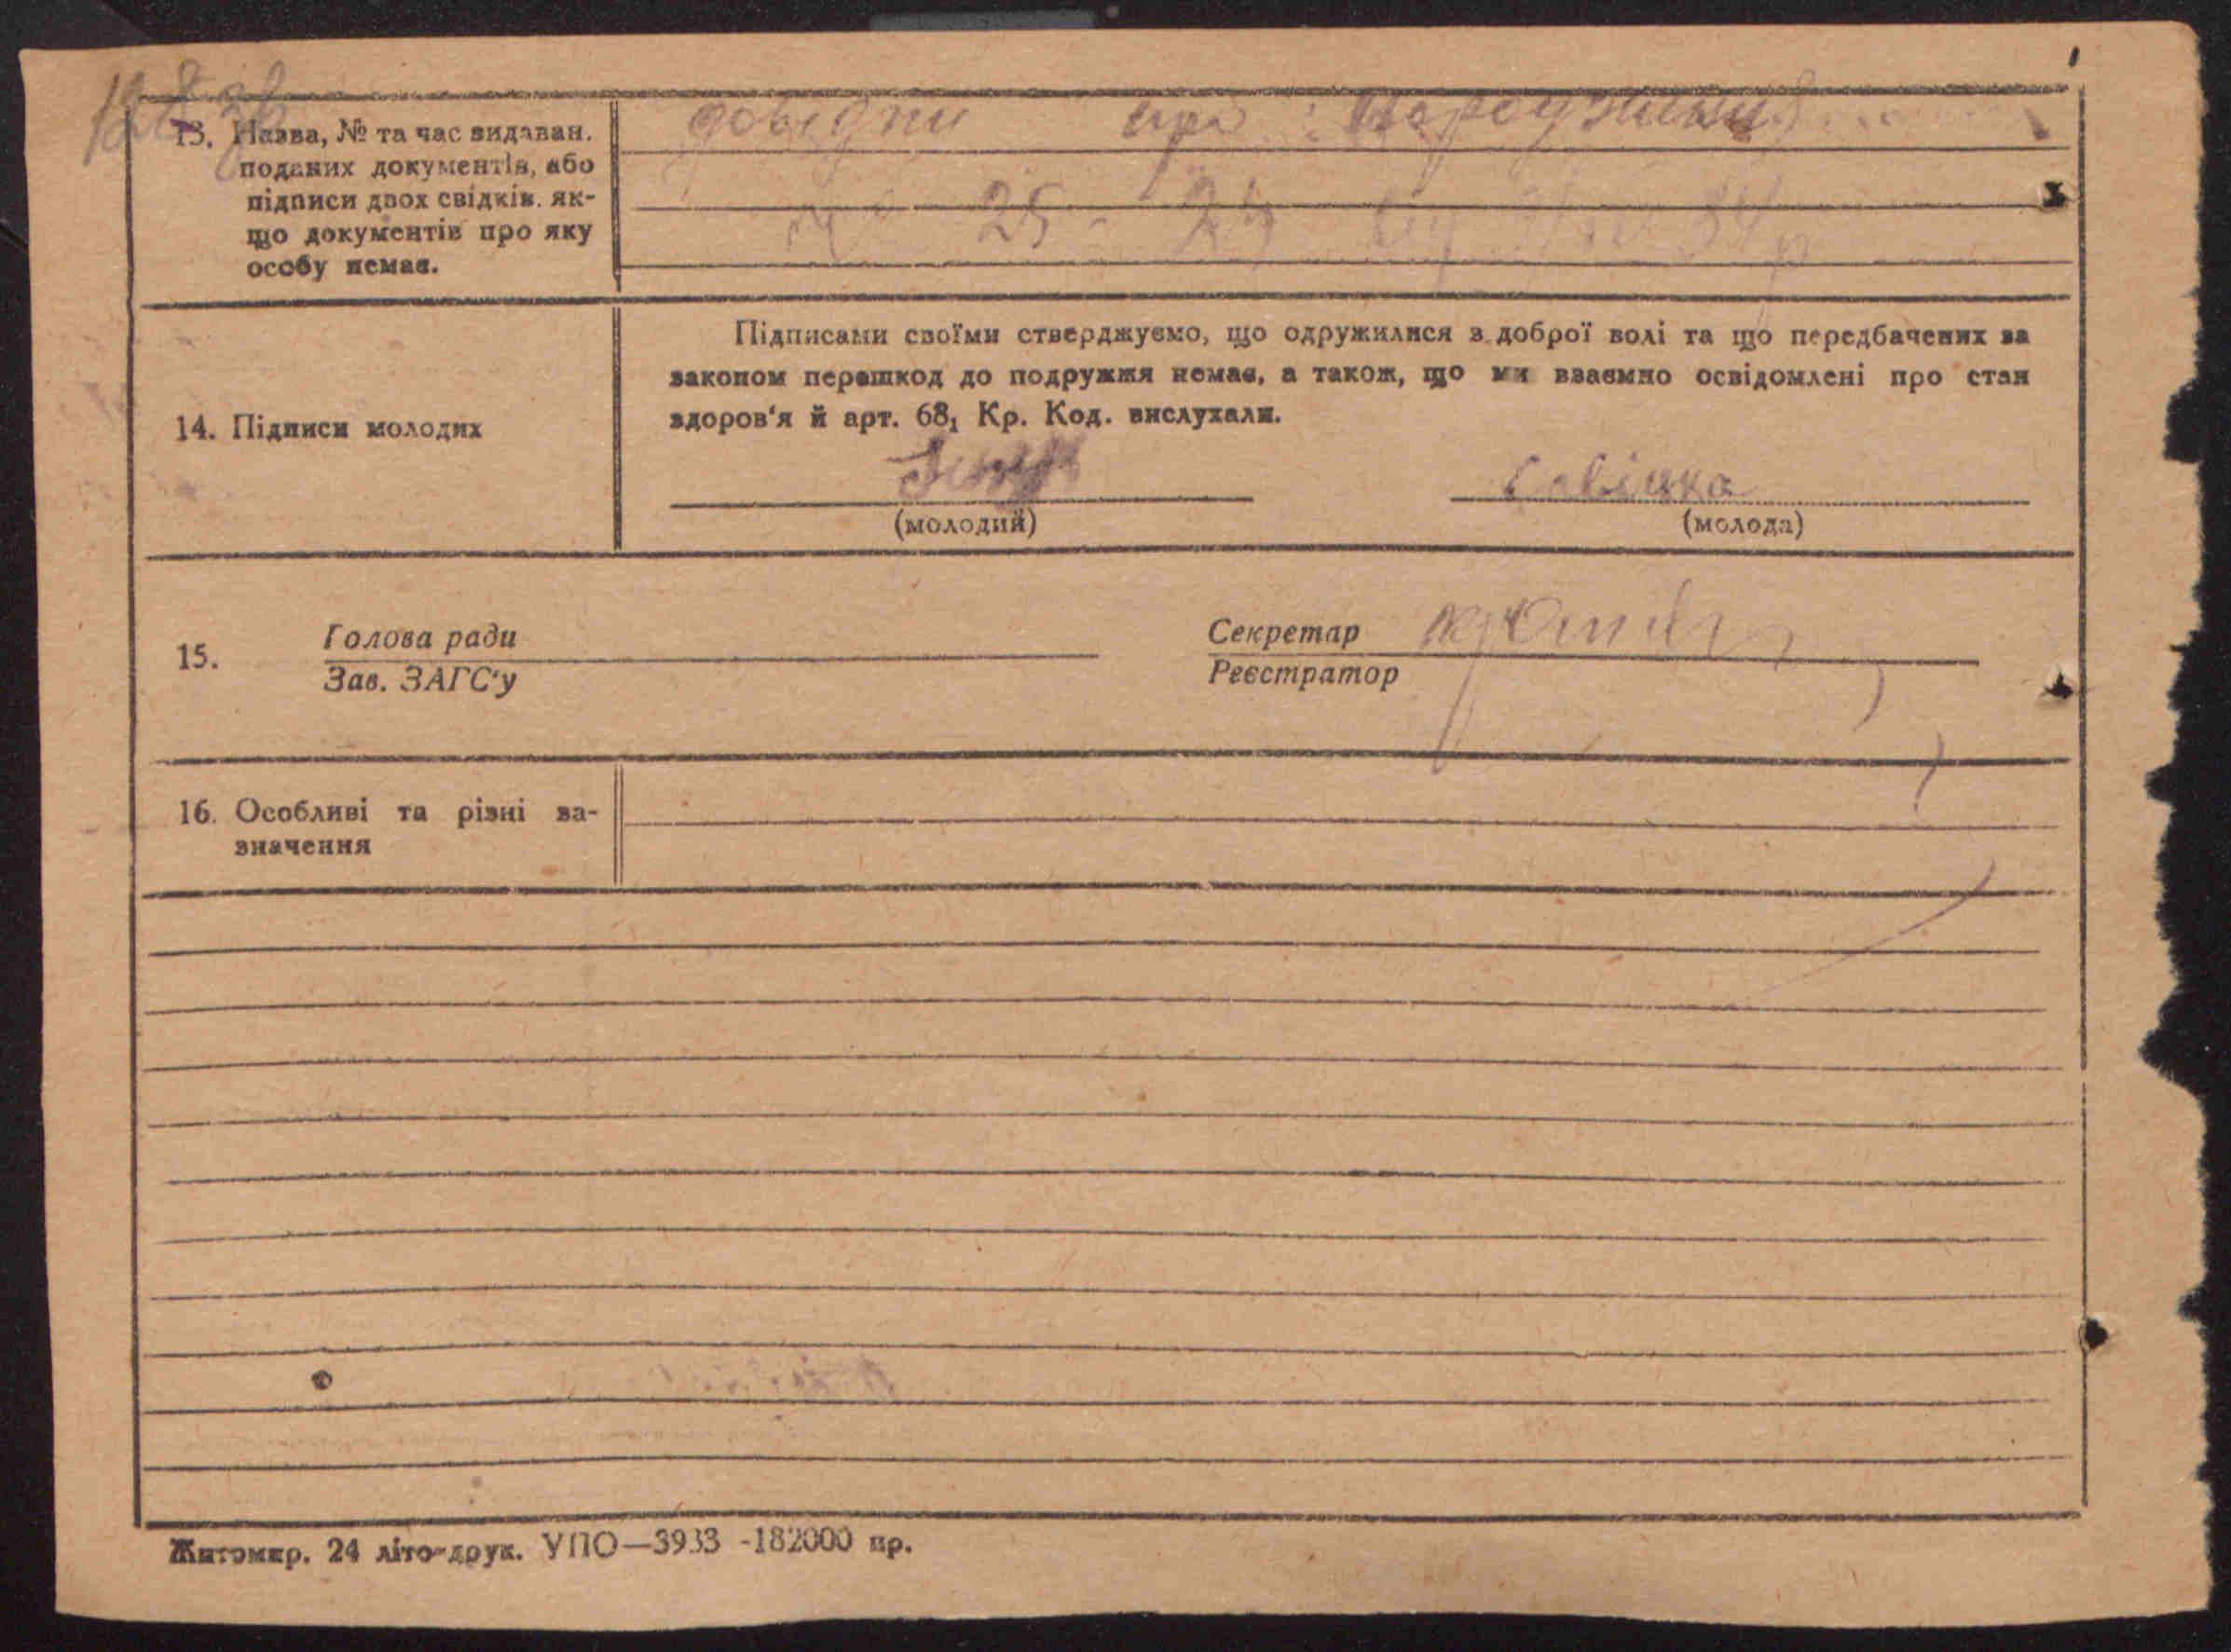 13. Назва, № та час видаван.
поданих документів, або
підписи двох свідків, як-
що документів про яку
особу немає.
довідки про народження
№ 25 - 24
14. Підписи молодих
Підписами своїми стверджуємо, що одружилися з доброї волі та що передбачених за
законом перешкод до подружжя немає, а також, що ми взаємно освідомлені про стан
здоров'я й арт. 68₁ Кр. Код. вислухали.
Савіцка
(молодий) (молода)
15. Голова ради Секретар
Зав. ЗАГС'у Реєстратор
16. Особливі та різні за-
значення
Житомир. 24 літо-друк. УПО—3933 -182000 пр.